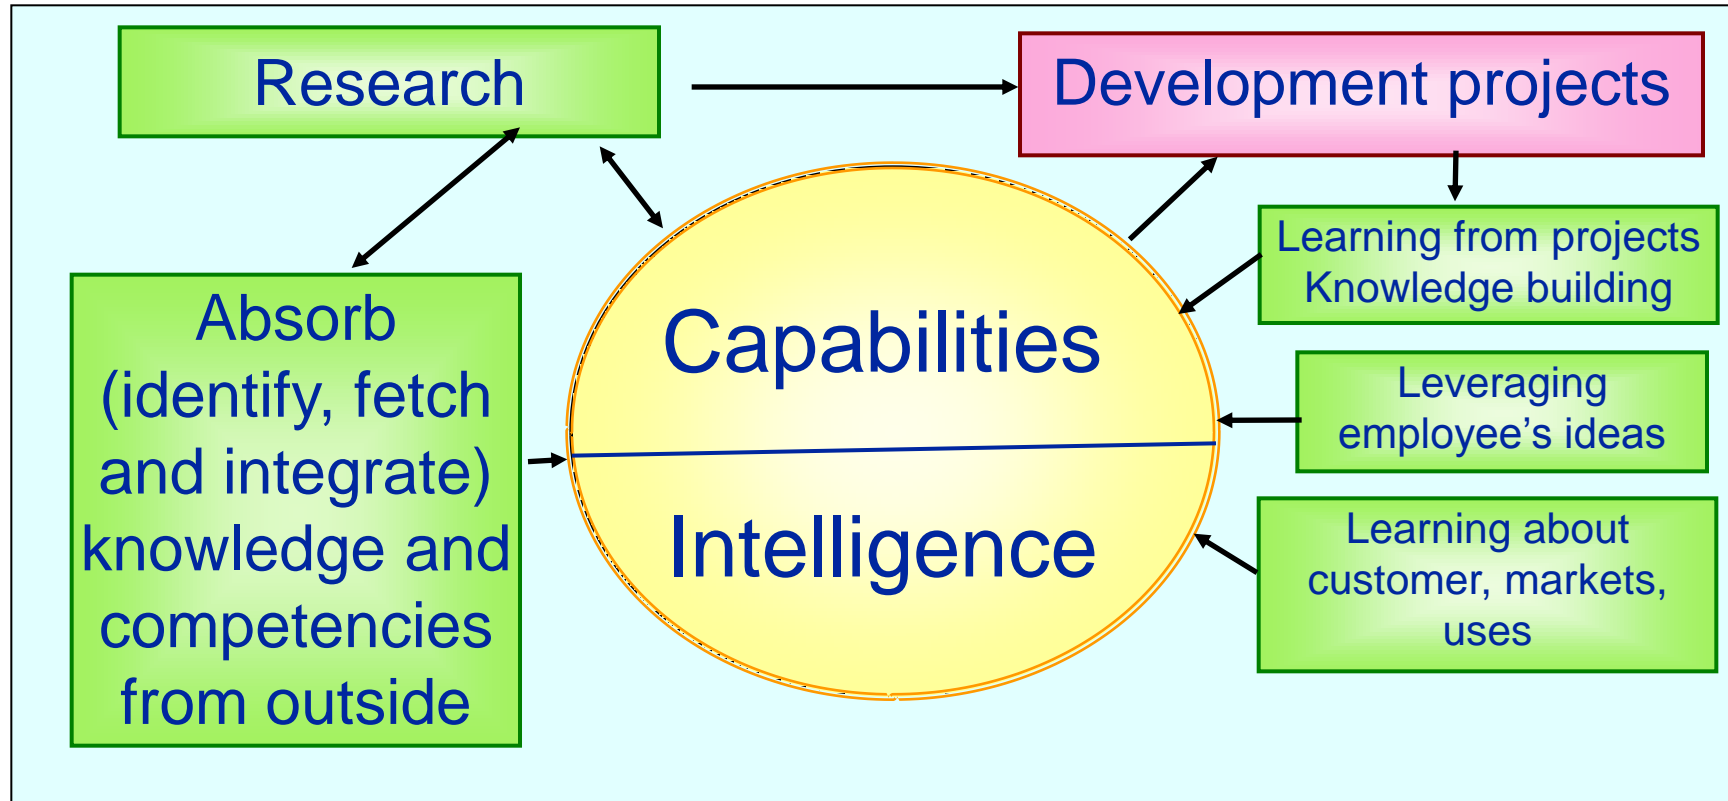 Research
Development projects
Learning from projects
Knowledge building
Absorb
(identify, fetch
and integrate)
knowledge and
competencies
from outside
Capabilities
Intelligence
Leveraging
employee’s ideas
Learning about
customer, markets,
uses